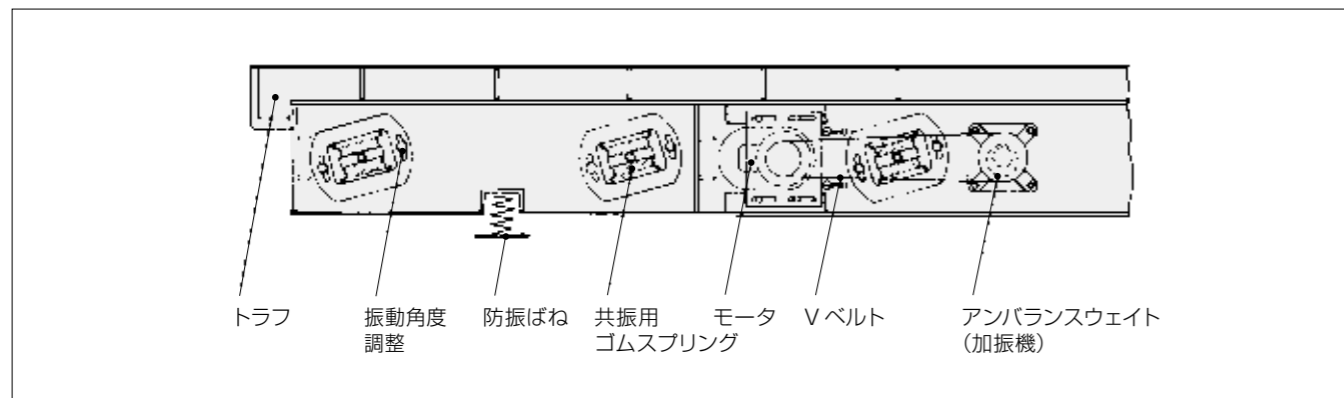 トラフ
振動角度
調整
防振ばね
共振用
ゴムスプリング
モータ
V ベルト
アンバランスウェイト
（加振機）